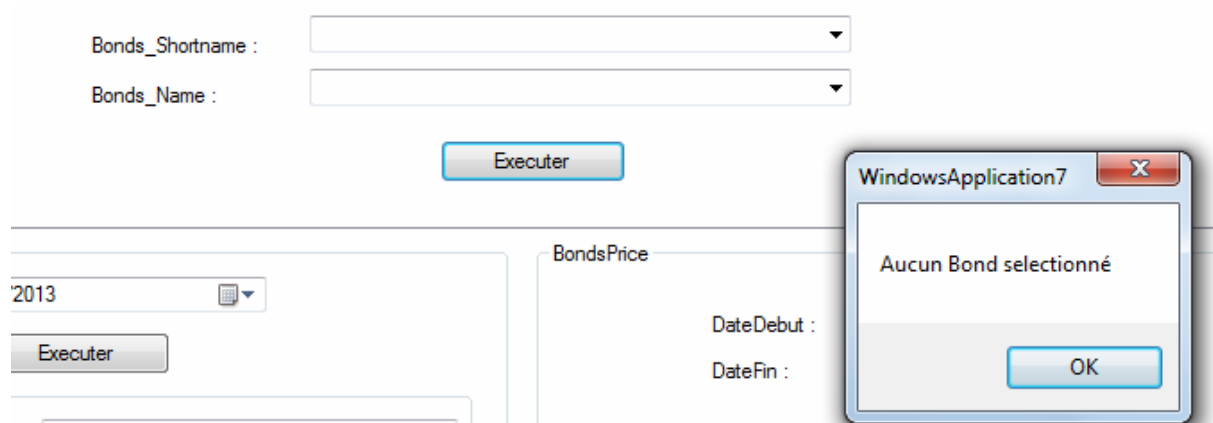 Bonds_Shortname :
Bonds_Name :
Executer
WindowsApplication7
Aucun Bond selectionné
OK
BondsPrice
/2013
DateDebut :
Executer
DateFin :